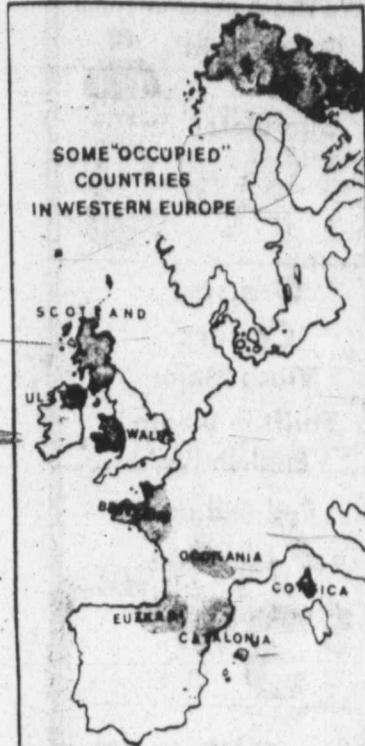 SOME "OCCUPIED"
COUNTRIES
IN WESTERN EUROPE
SCOTLAND
WALES
OCCITANIA
CORSICA
EUZKADI
CATALONIA